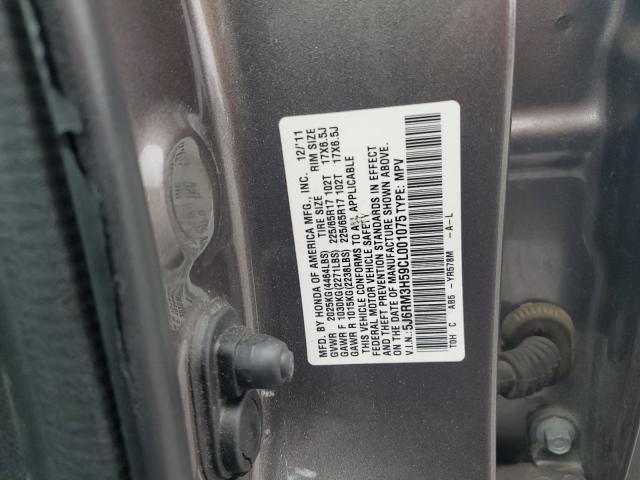 MFD. BY HONDA OF AMERICA MFG., INC. 12/'11
GVWR 2025KG(4464LBS) TIRE SIZE RIM SIZE
GAWR F 1030KG(2271LBS) 225/65R17 102T 17X6.5J
GAWR R 1015KG(2238LBS) 225/65R17 102T 17X6.5J
THIS VEHICLE CONFORMS TO ALL APPLICABLE
FEDERAL MOTOR VEHICLE SAFETY
AND THEFT PREVENTION STANDARDS IN EFFECT
ON THE DATE OF MANUFACTURE SHOWN ABOVE.
V.I.N.: 5J6RM3H59CL001075 TYPE: MPV
TOH C AB5 -YR578M -A-L